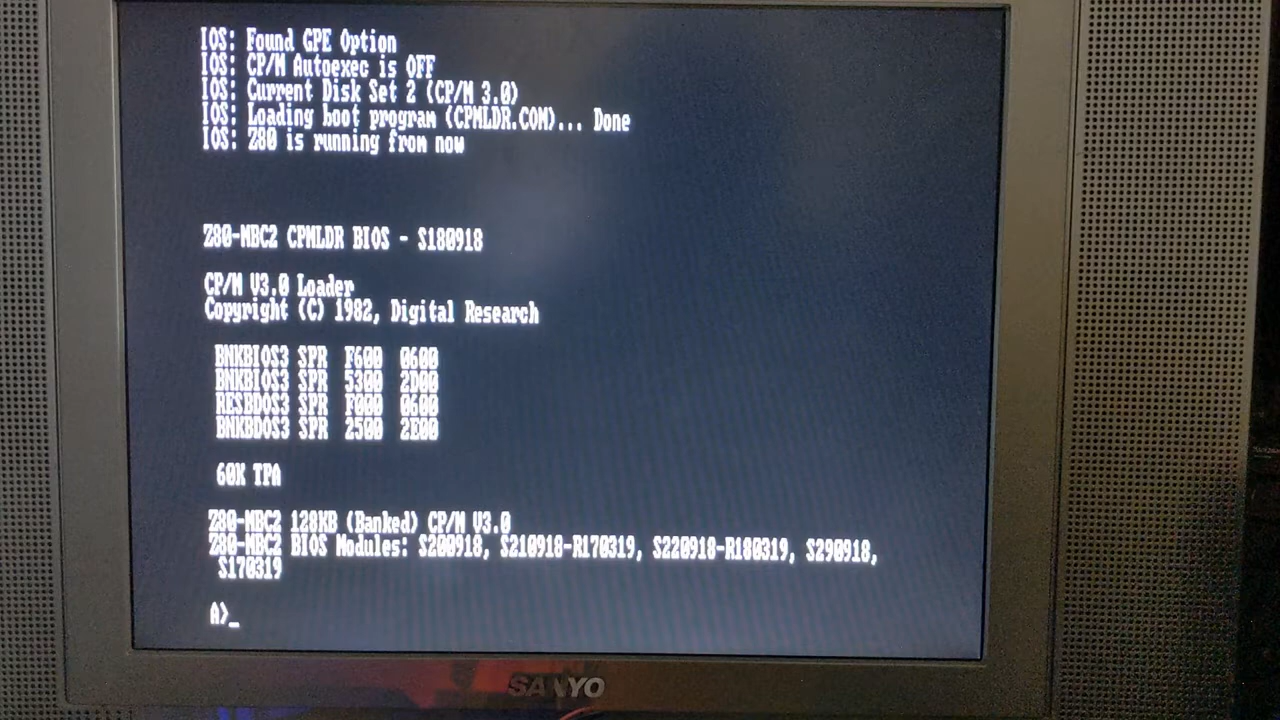 IOS: Found GPE Option
IOS: CP/M Autoexec is OFF
IOS: Current Disk Set 2 (CP/M 3.0)
IOS: Loading boot program (CPMLDR.COM)... Done
IOS: Z80 is running from now
Z80-MBC2 CPMLDR BIOS - S180918
CP/M V3.0 Loader
Copyright (C) 1982, Digital Research
BNKBIOS3 SPR F600 0600
BNKBIOS3 SPR 5300 2D00
RESBDOS3 SPR F000 0600
BNKBDOS3 SPR 2500 2E00
60K TPA
Z80-MBC2 128KB (Banked) CP/M V3.0
Z80-MBC2 BIOS Modules: S200918, S210918-R170319, S220918-R180319, S290918,
S170319
A>_
SANYO